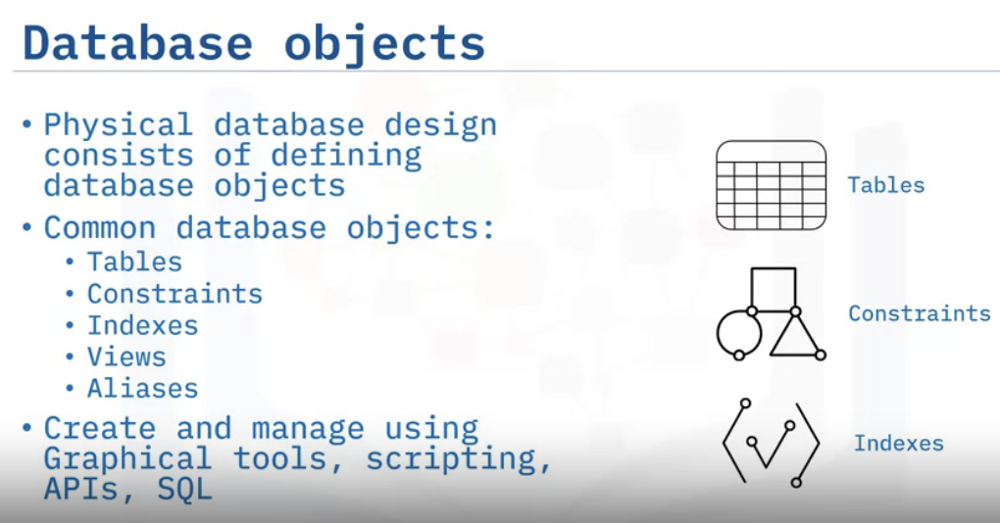 Database objects
• Physical database design
consists of defining
database objects
• Common database objects:
• Tables
• Constraints
• Indexes
• Views
• Aliases
• Create and manage using
Graphical tools, scripting,
APIs, SQL
Tables
Constraints
Indexes